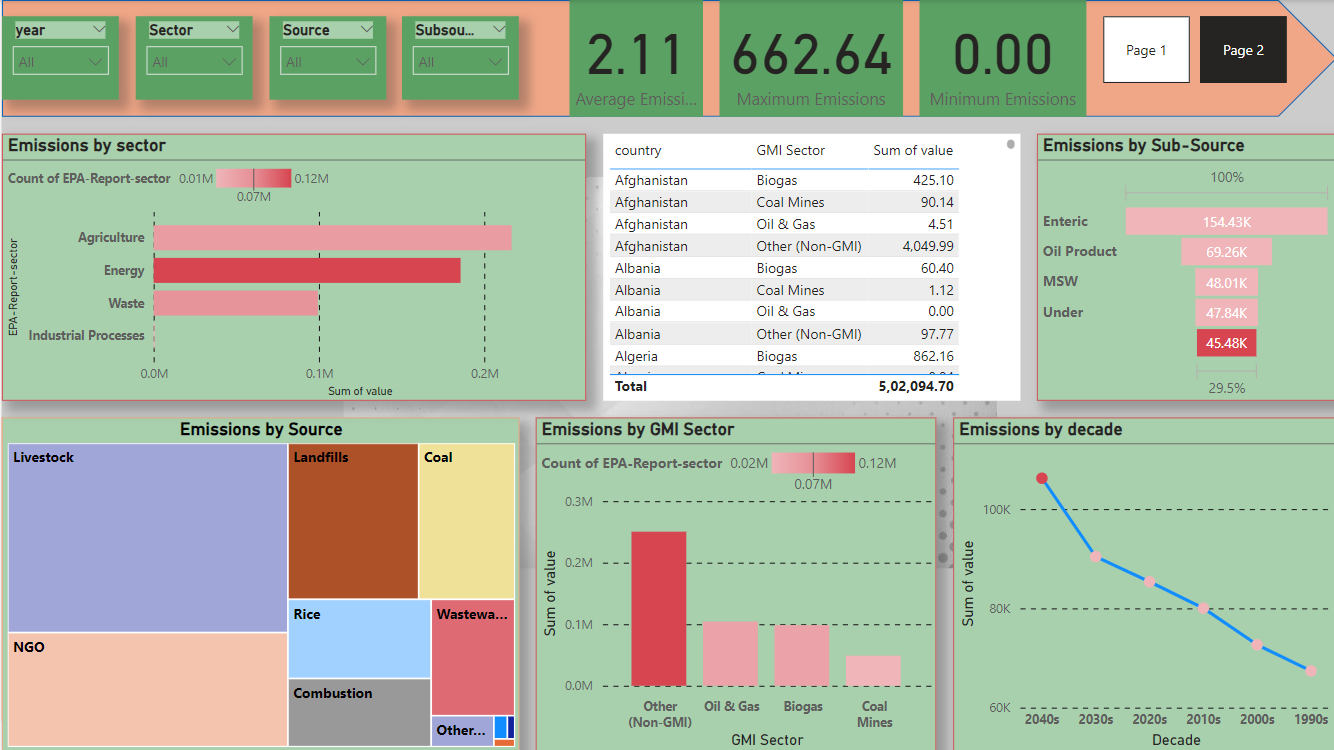 year
Sector
Source
Subsou...
All
All
All
All
2.11
Average Emissi...
662.64
Maximum Emissions
0.00
Minimum Emissions
Page 1
Page 2
Emissions by sector
Count of EPA-Report-sector 0.01M 0.12M
0.07M
EPA-Report-sector
Agriculture
Energy
Waste
Industrial Processes
0.0M 0.1M 0.2M
Sum of value
country GMI Sector Sum of value
Afghanistan Biogas 425.10
Afghanistan Coal Mines 90.14
Afghanistan Oil & Gas 4.51
Afghanistan Other (Non-GMI) 4,049.99
Albania Biogas 60.40
Albania Coal Mines 1.12
Albania Oil & Gas 0.00
Albania Other (Non-GMI) 97.77
Algeria Biogas 862.16
Total 5,02,094.70
Emissions by Sub-Source
100%
Enteric 154.43K
Oil Product 69.26K
MSW 48.01K
Under 47.84K
45.48K
29.5%
Emissions by Source
Livestock
NGO
Landfills
Coal
Rice
Wastewa...
Combustion
Other...
Emissions by GMI Sector
Count of EPA-Report-sector 0.02M 0.12M
0.07M
Sum of value
0.3M
0.2M
0.1M
0.0M
Other
(Non-GMI)
Oil & Gas
Biogas
Coal
Mines
GMI Sector
Emissions by decade
Sum of value
100K
80K
60K
2040s 2030s 2020s 2010s 2000s 1990s
Decade